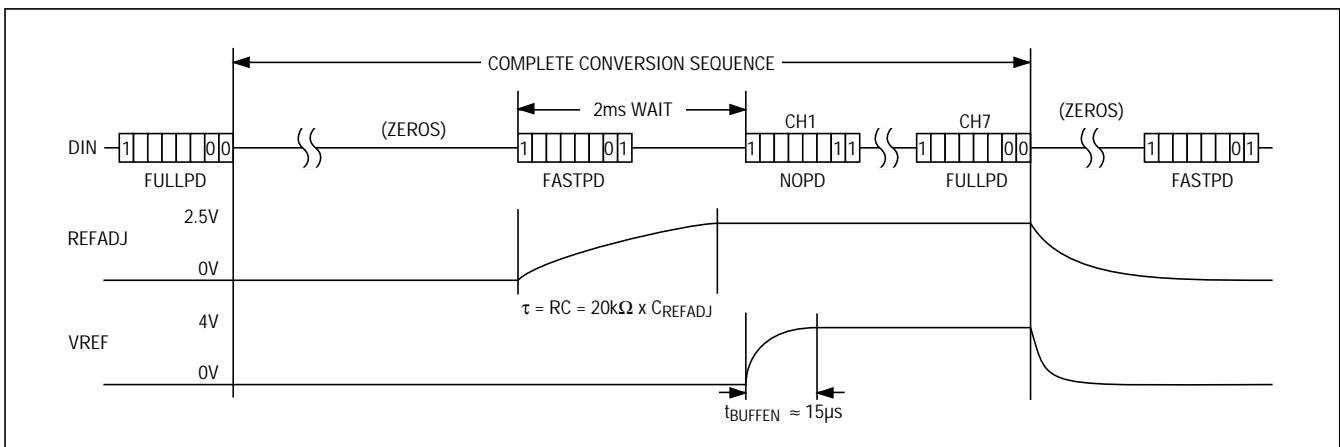 COMPLETE CONVERSION SEQUENCE
2ms WAIT
(ZEROS) CH1 CH7 (ZEROS)
DIN 1 0 0 1 0 1 1 1 1 1 0 0 1 0 1
FULLPD FASTPD NOPD FULLPD FASTPD
2.5V
REFADJ
0V
τ = RC = 20kΩ x CREFADJ
4V
VREF
0V
tBUFFEN ≈ 15µs